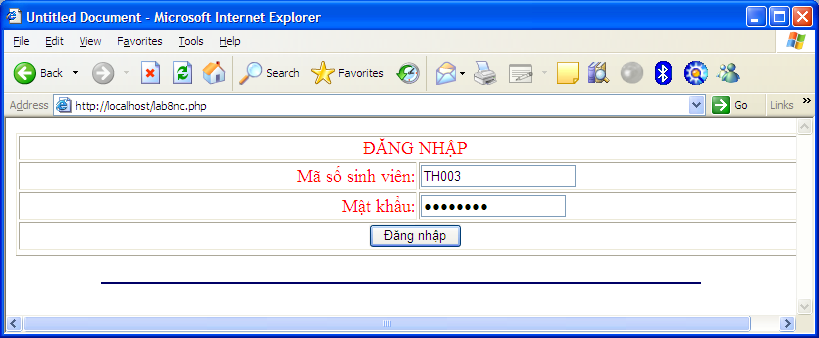 Untitled Document - Microsoft Internet Explorer
File Edit View Favorites Tools Help
Back Search Favorites
Address http://localhost/lab8nc.php Go Links »
ĐĂNG NHẬP
Mã số sinh viên: TH003
Mật khẩu: ●●●●●●●●
Đăng nhập